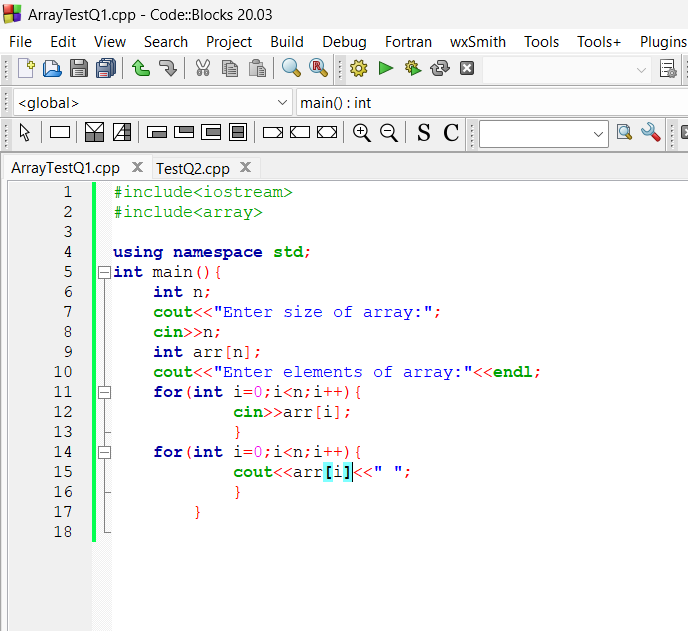 ArrayTestQ1.cpp - Code::Blocks 20.03
File Edit View Search Project Build Debug Fortran wxSmith Tools Tools+ Plugins
<global> main() : int
S C
ArrayTestQ1.cpp X TestQ2.cpp X
1 #include<iostream>
2 #include<array>
3
4 using namespace std;
5 int main(){
6 int n;
7 cout<<"Enter size of array:";
8 cin>>n;
9 int arr[n];
10 cout<<"Enter elements of array:"<<endl;
11 for(int i=0;i<n;i++){
12 cin>>arr[i];
13 }
14 for(int i=0;i<n;i++){
15 cout<<arr[i]<<" ";
16 }
17 }
18